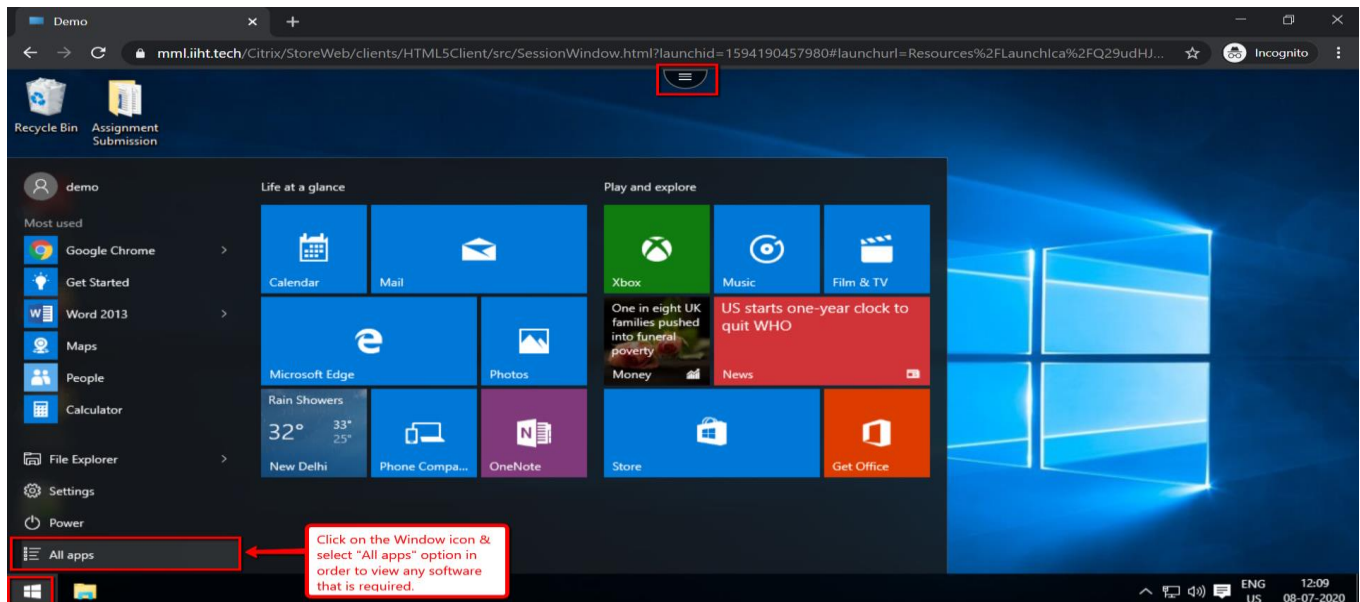 Demo
mml.iiht.tech/Citrix/StoreWeb/clients/HTML5Client/src/SessionWindow.html?launchid=1594190457980#launchurl=Resources%2FLaunchIca%2FQ29udHJ...
Incognito
Recycle Bin
Assignment
Submission
demo
Most used
Google Chrome
Get Started
Word 2013
Maps
People
Calculator
File Explorer
Settings
Power
All apps
Life at a glance
Calendar
Mail
Microsoft Edge
Photos
Rain Showers
32° 33°
25°
New Delhi
Phone Compa...
OneNote
Play and explore
Xbox
Music
Film & TV
One in eight UK
families pushed
into funeral
poverty
Money
US starts one-year clock to
quit WHO
News
Store
Get Office
Click on the Window icon &
select "All apps" option in
order to view any software
that is required.
ENG
US
12:09
08-07-2020